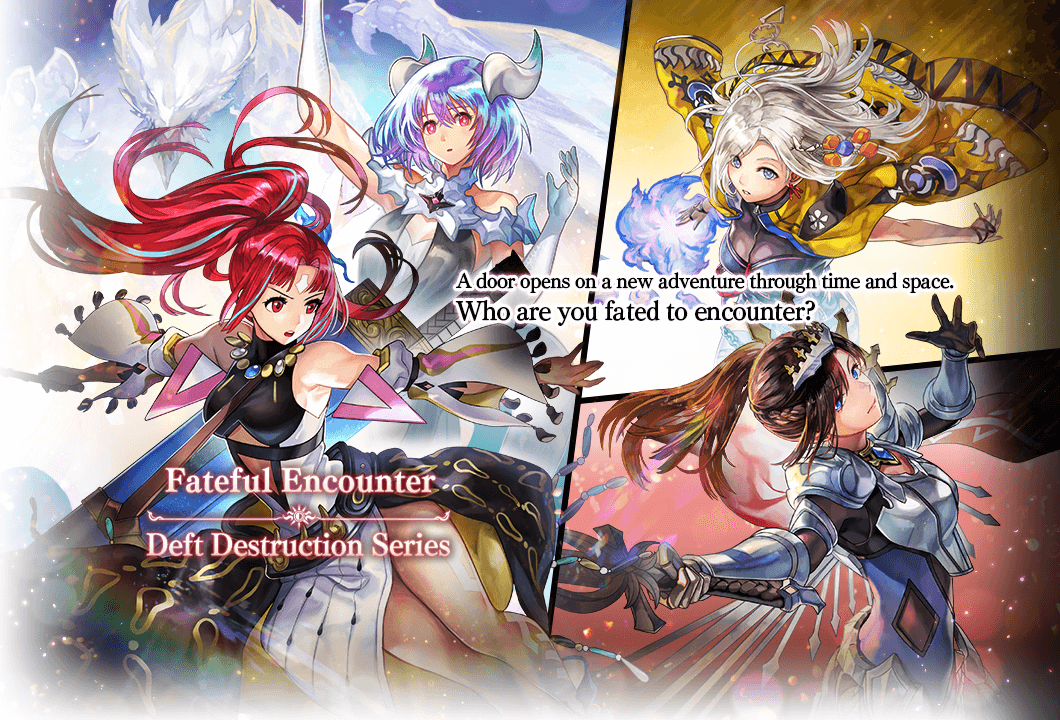 A door opens on a new adventure through time and space.
Who are you fated to encounter?
Fateful Encounter
Deft Destruction Series